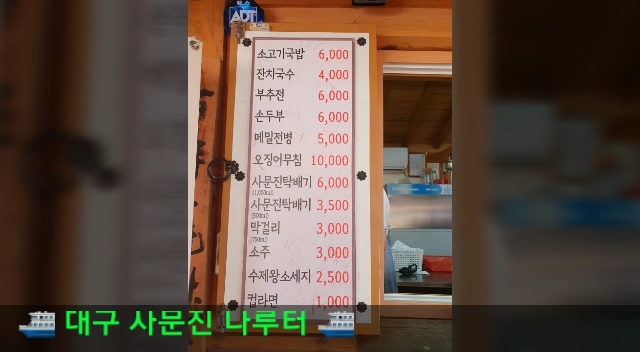 ADT
소고기국밥 6,000
잔치국수 4,000
부추전 6,000
손두부 6,000
메밀전병 5,000
오징어무침 10,000
사문진탁배기 6,000
(1,000ml)
사문진탁배기 3,500
(500ml)
막걸리 3,000
(750ml)
소주 3,000
수제왕소세지 2,500
컵라면 1,000
대구 사문진 나루터